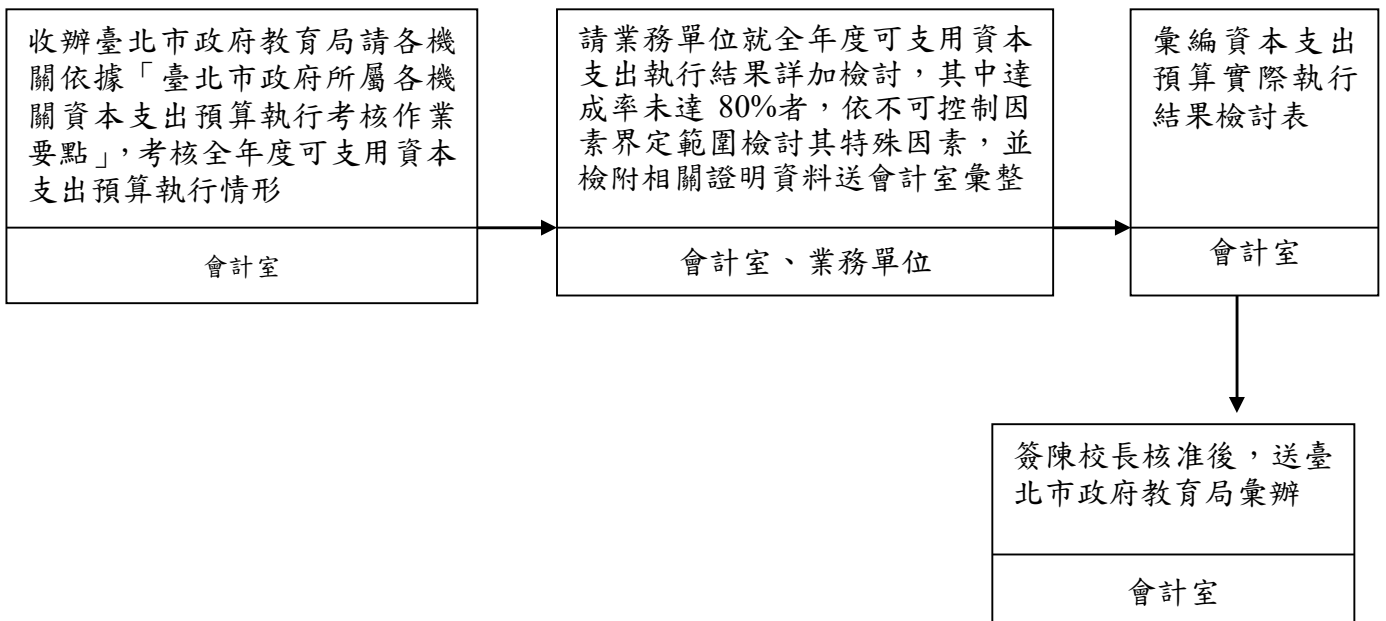 收辦臺北市政府教育局請各機
關依據「臺北市政府所屬各機
關資本支出預算執行考核作業
要點」，考核全年度可支用資本
支出預算執行情形
會計室
請業務單位就全年度可支用資本
支出執行結果詳加檢討，其中達
成率未達 80%者，依不可控制因
素界定範圍檢討其特殊因素，並
檢附相關證明資料送會計室彙整
會計室、業務單位
彙編資本支出
預算實際執行
結果檢討表
會計室
簽陳校長核准後，送臺
北市政府教育局彙辦
會計室